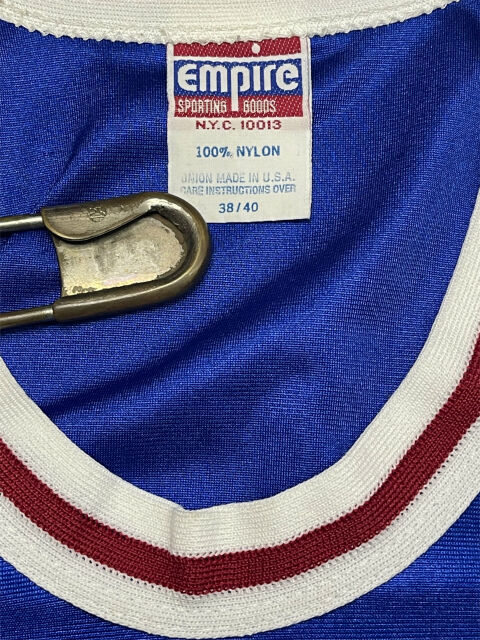 Empire
SPORTING GOODS
N.Y.C. 10013
100% NYLON
UNION MADE IN U.S.A.
CARE INSTRUCTIONS OVER
38/40